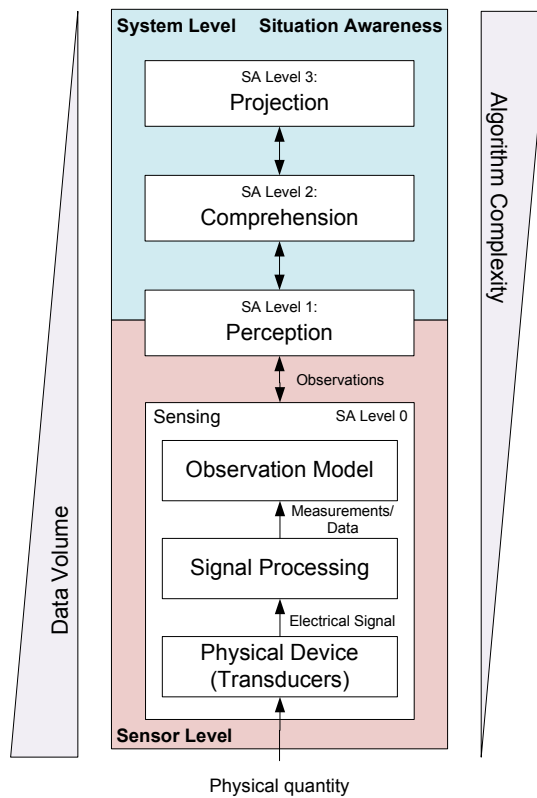 System Level Situation Awareness
SA Level 3:
Projection
SA Level 2:
Comprehension
SA Level 1:
Perception
Observations
Sensing SA Level 0
Observation Model
Measurements/
Data
Signal Processing
Electrical Signal
Physical Device
(Transducers)
Sensor Level
Physical quantity
Data Volume
Algorithm Complexity